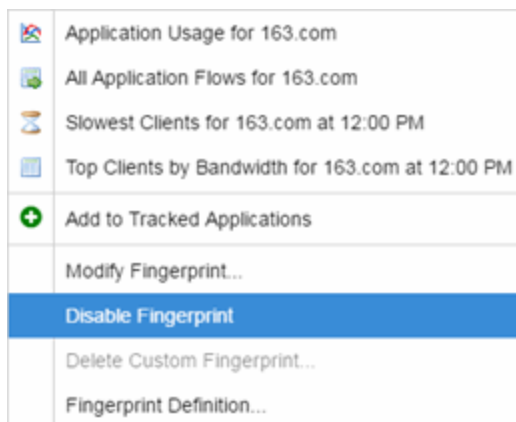 Application Usage for 163.com
All Application Flows for 163.com
Slowest Clients for 163.com at 12:00 PM
Top Clients by Bandwidth for 163.com at 12:00 PM
Add to Tracked Applications
Modify Fingerprint...
Disable Fingerprint
Delete Custom Fingerprint...
Fingerprint Definition...